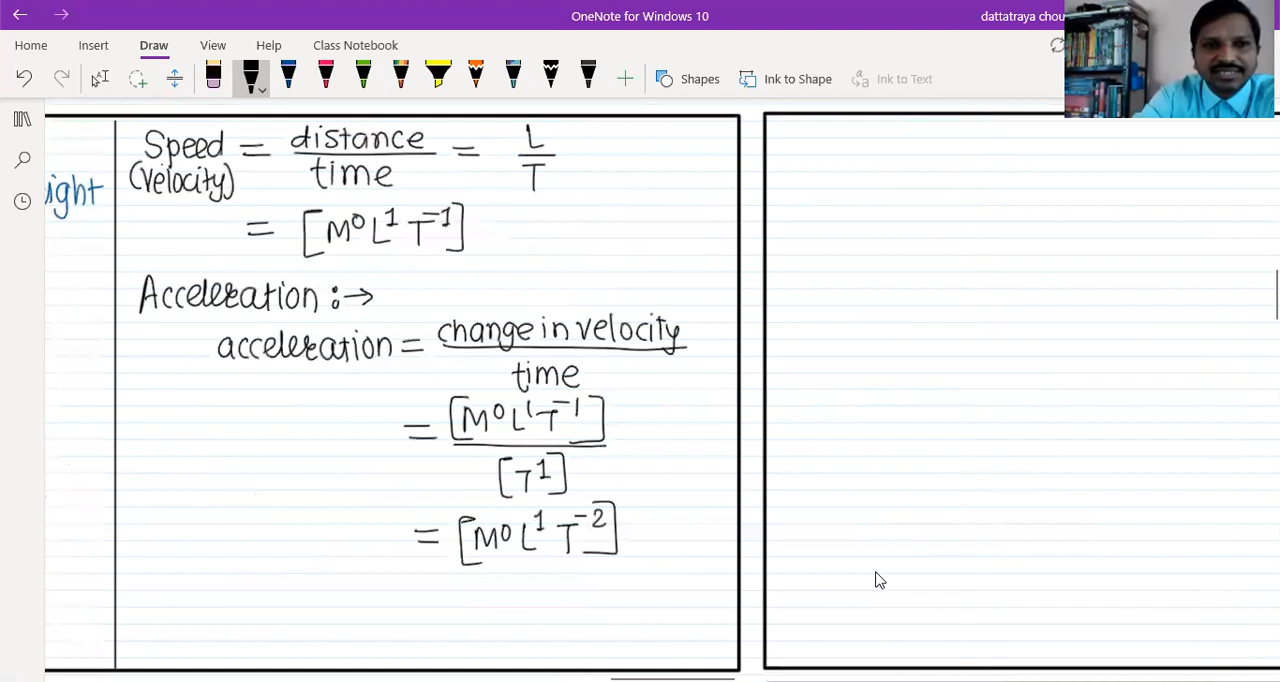 OneNote for Windows 10
dattatraya chou
Home Insert Draw View Help Class Notebook
Shapes Ink to Shape Ink to Text
ight
Speed = distance/time = L/T
(velocity)
= [M⁰L¹T⁻¹]
Acceleration :→
acceleration = change in velocity/time
= [M⁰L¹T⁻¹]/[T¹]
= [M⁰L¹T⁻²]